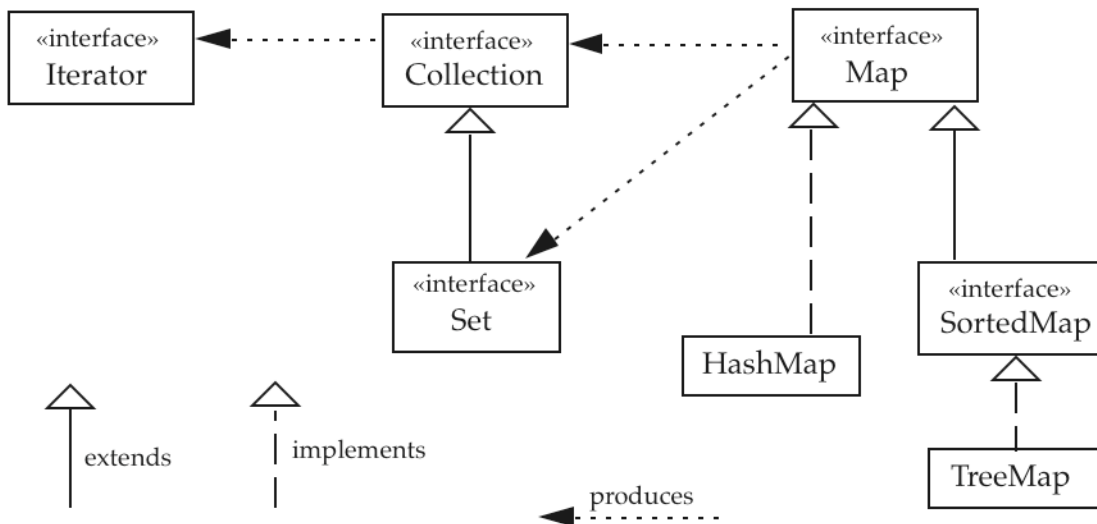 «interface»
Iterator
«interface»
Collection
«interface»
Map
«interface»
Set
«interface»
SortedMap
HashMap
TreeMap
extends
implements
produces